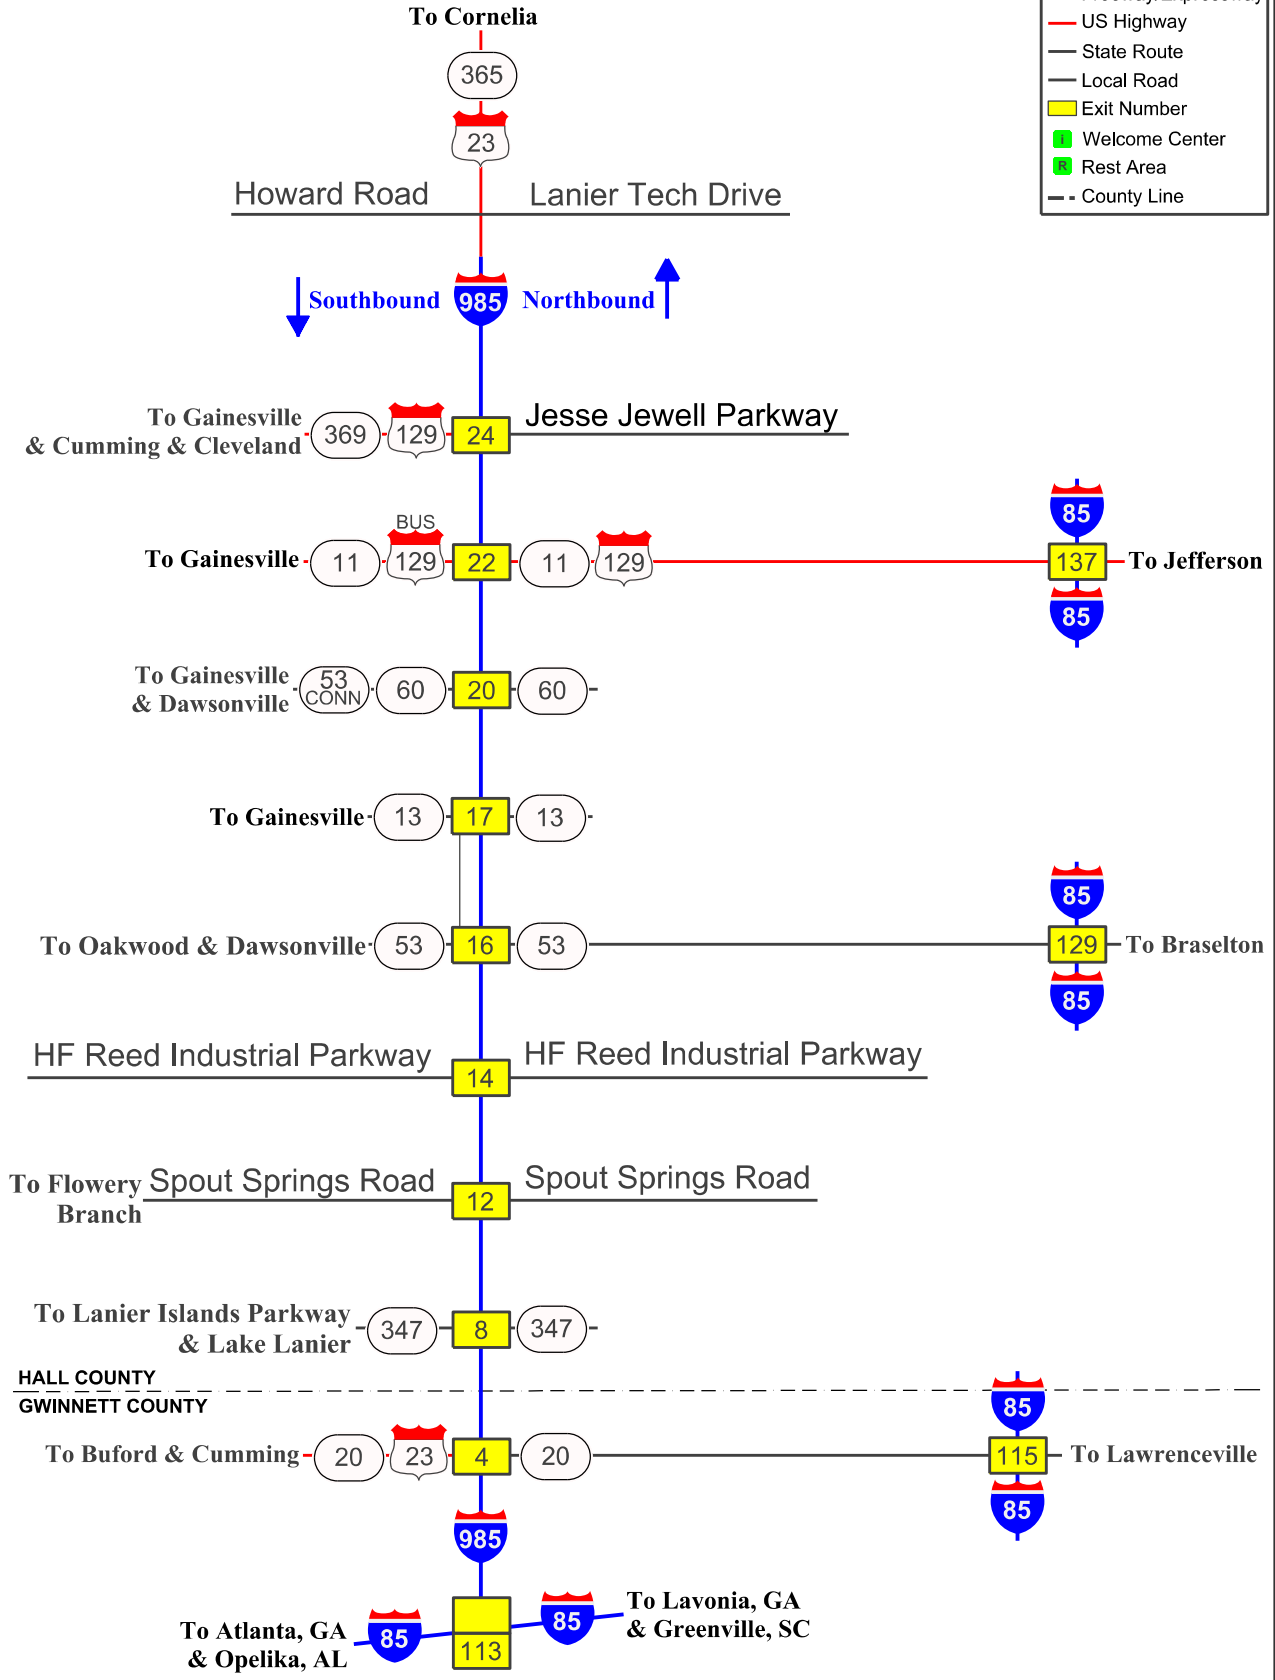 To Cornelia
US Highway
State Route
Local Road
Exit Number
i Welcome Center
R Rest Area
County Line
365
23
Howard Road Lanier Tech Drive
Southbound 985 Northbound
To Gainesville
& Cumming & Cleveland 369 129 24 Jesse Jewell Parkway
85
BUS
To Gainesville 11 129 22 11 129 137 To Jefferson
85
To Gainesville
& Dawsonville 53 CONN 60 20 60
To Gainesville 13 17 13
85
To Oakwood & Dawsonville 53 16 53 129 To Braselton
85
HF Reed Industrial Parkway 14 HF Reed Industrial Parkway
To Flowery
Branch Spout Springs Road 12 Spout Springs Road
To Lanier Islands Parkway
& Lake Lanier 347 8 347
HALL COUNTY
GWINNETT COUNTY
85
To Buford & Cumming 20 23 4 20 115 To Lawrenceville
85
985
To Lavonia, GA
& Greenville, SC
85
To Atlanta, GA
& Opelika, AL
85
113